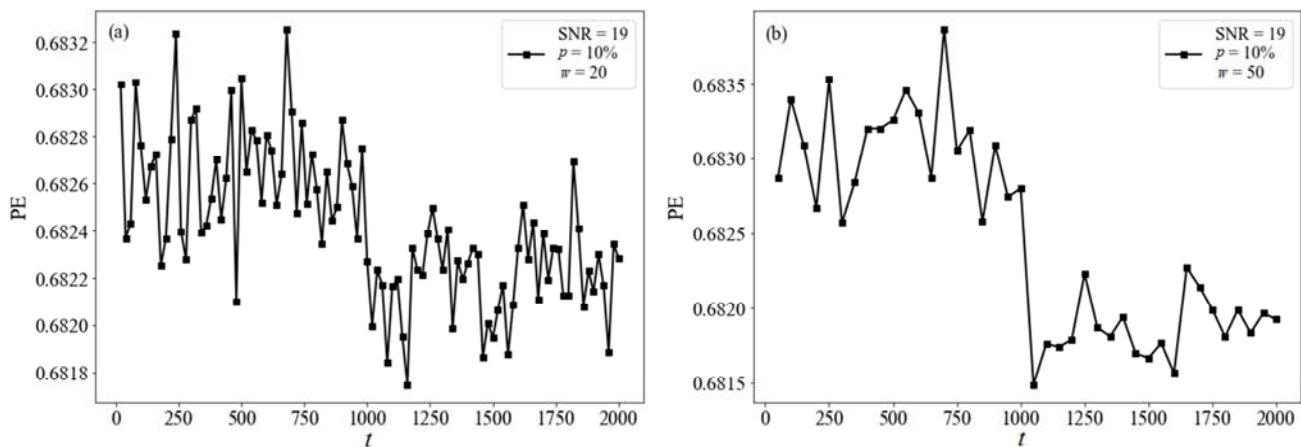 (a)
SNR = 19
p = 10%
w = 20
0.6832
0.6830
0.6828
0.6826
0.6824
0.6822
0.6820
0.6818
PE
0 250 500 750 1000 1250 1500 1750 2000
t
(b)
SNR = 19
p = 10%
w = 50
0.6835
0.6830
0.6825
0.6820
0.6815
PE
0 250 500 750 1000 1250 1500 1750 2000
t